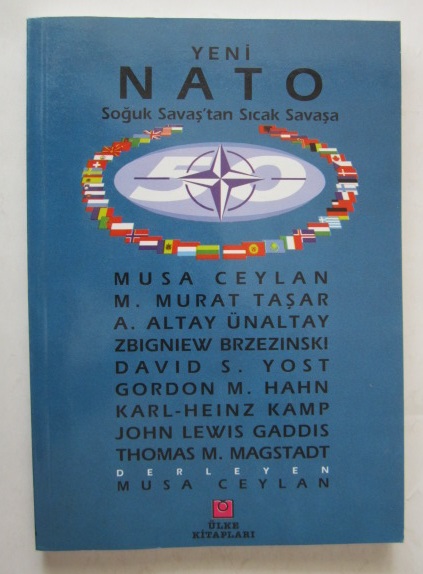 YENİ
NATO
Soğuk Savaş'tan Sıcak Savaşa
50
MUSA CEYLAN
M. MURAT TAŞAR
A. ALTAY ÜNALTAY
ZBIGNIEW BRZEZINSKI
DAVID S. YOST
GORDON M. HAHN
KARL-HEINZ KAMP
JOHN LEWIS GADDIS
THOMAS M. MAGSTADT
DERLEYEN
MUSA CEYLAN
ÜLKE
KİTAPLARI